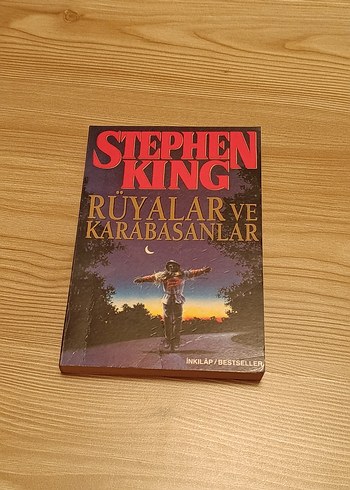 STEPHEN
KING
RÜYALAR VE
KARABASANLAR
İNKILÂP / BESTSELLER